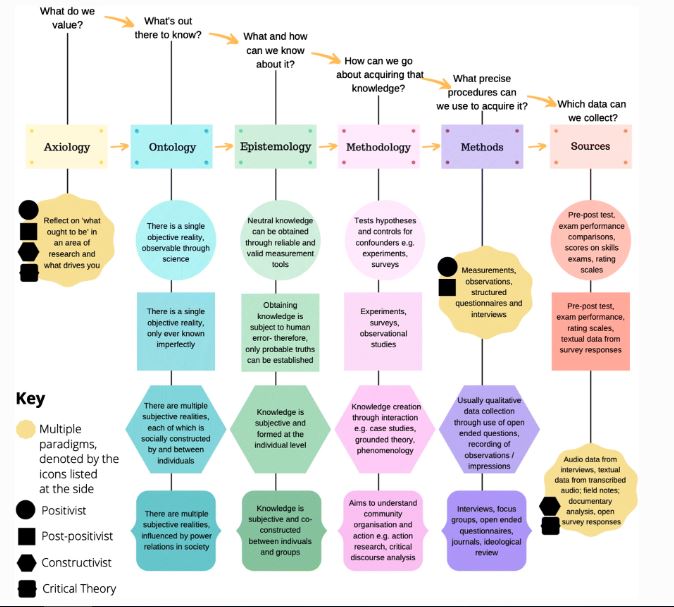 What do we
value?
What's out
there to know?
What and how
can we know
about it?
How can we go
about acquiring that
knowledge?
What precise
procedures can
we use to acquire it?
Which data can
we collect?
Axiology
Ontology
Epistemology
Methodology
Methods
Sources
Reflect on 'what
ought to be' in
an area of
research and
what drives you
There is a single
objective reality,
observable through
science
Neutral knowledge
can be obtained
through reliable and
valid measurement
tools
Tests hypotheses
and controls for
confounders e.g.
experiments,
surveys
Measurements,
observations,
structured
questionnaires and
interviews
Pre-post test,
exam performance
comparisons,
scores on skills
exams, rating
scales
There is a single
objective reality,
only ever known
imperfectly
Obtaining
knowledge is
subject to human
error- therefore,
only probable truths
can be established
Experiments,
surveys,
observational
studies
Pre-post test,
exam performance,
rating scales,
textual data from
survey responses
There are multiple
subjective realities,
each of which is
socially constructed
by and between
individuals
Knowledge is
subjective and
formed at the
individual level
Knowledge creation
through interaction
e.g. case studies,
grounded theory,
phenomenology
Usually qualitative
data collection
through use of open
ended questions,
recording of
observations /
impressions
Audio data from
interviews, textual
data from transcribed
audio; field notes;
documentary
analysis, open
survey responses
There are multiple
subjective realities,
influenced by power
relations in society
Knowledge is
subjective and co-
constructed
between indivuals
and groups
Aims to understand
community
organisation and
action e.g. action
research, critical
discourse analysis
Interviews, focus
groups, open ended
questionnaires,
journals, ideological
review
Key
Multiple
paradigms,
denoted by the
icons listed
at the side
Positivist
Post-positivist
Constructivist
Critical Theory